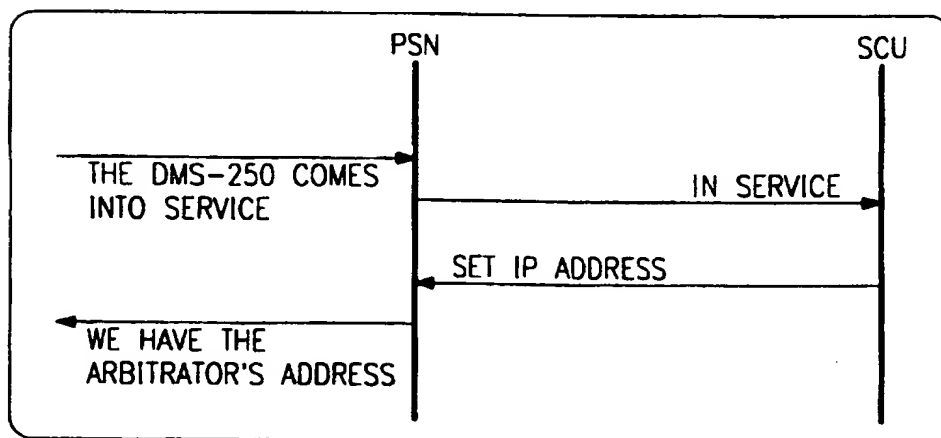 PSN
SCU
THE DMS-250 COMES
INTO SERVICE
IN SERVICE
SET IP ADDRESS
WE HAVE THE
ARBITRATOR'S ADDRESS